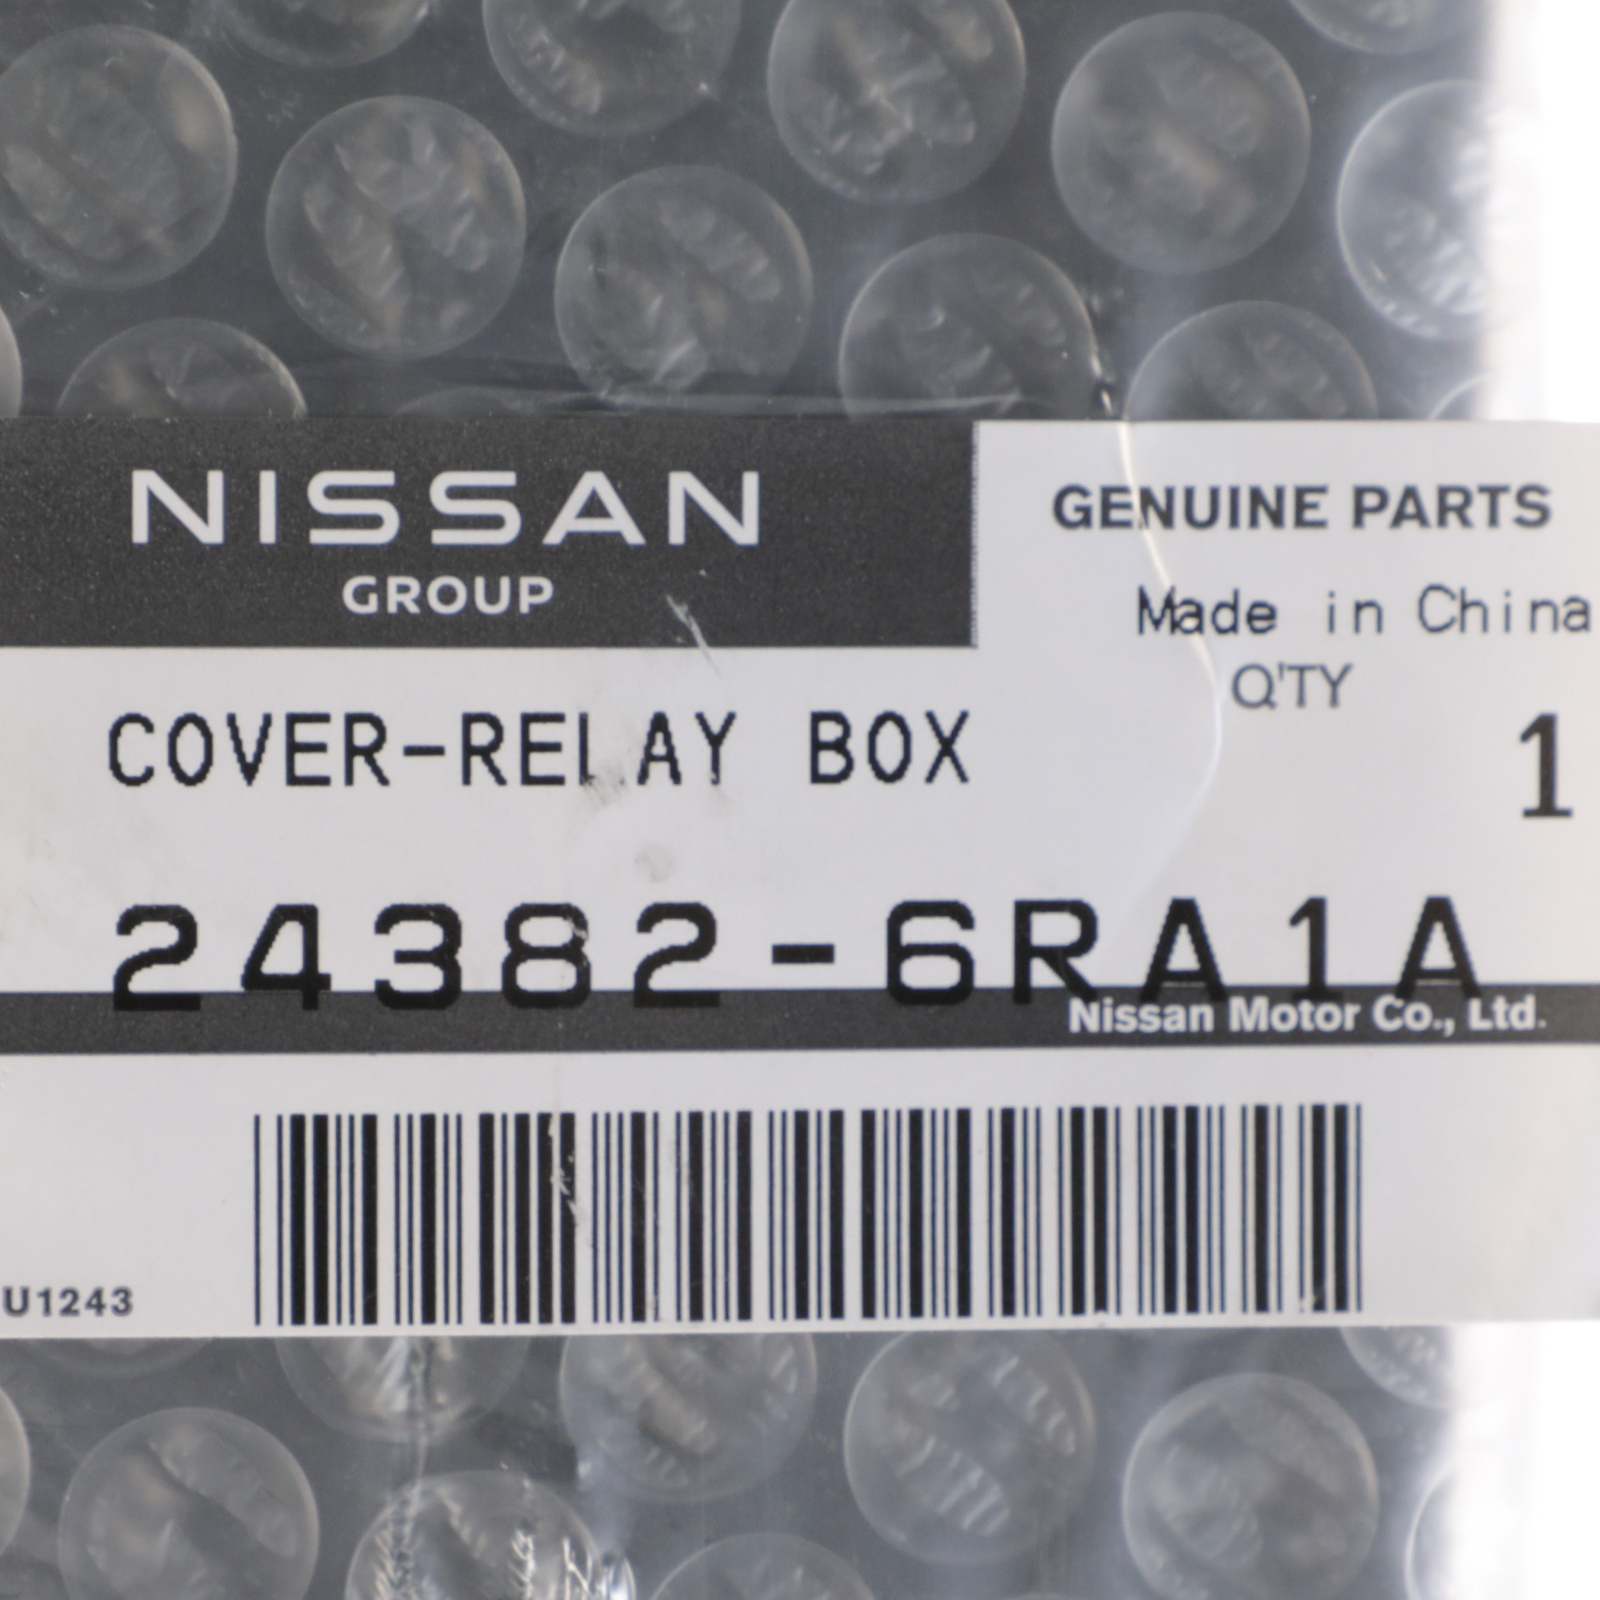 NISSAN
GROUP
GENUINE PARTS
Made in China
Q'TY
1
COVER-RELAY BOX
24382-6RA1A
Nissan Motor Co., Ltd.
U1243